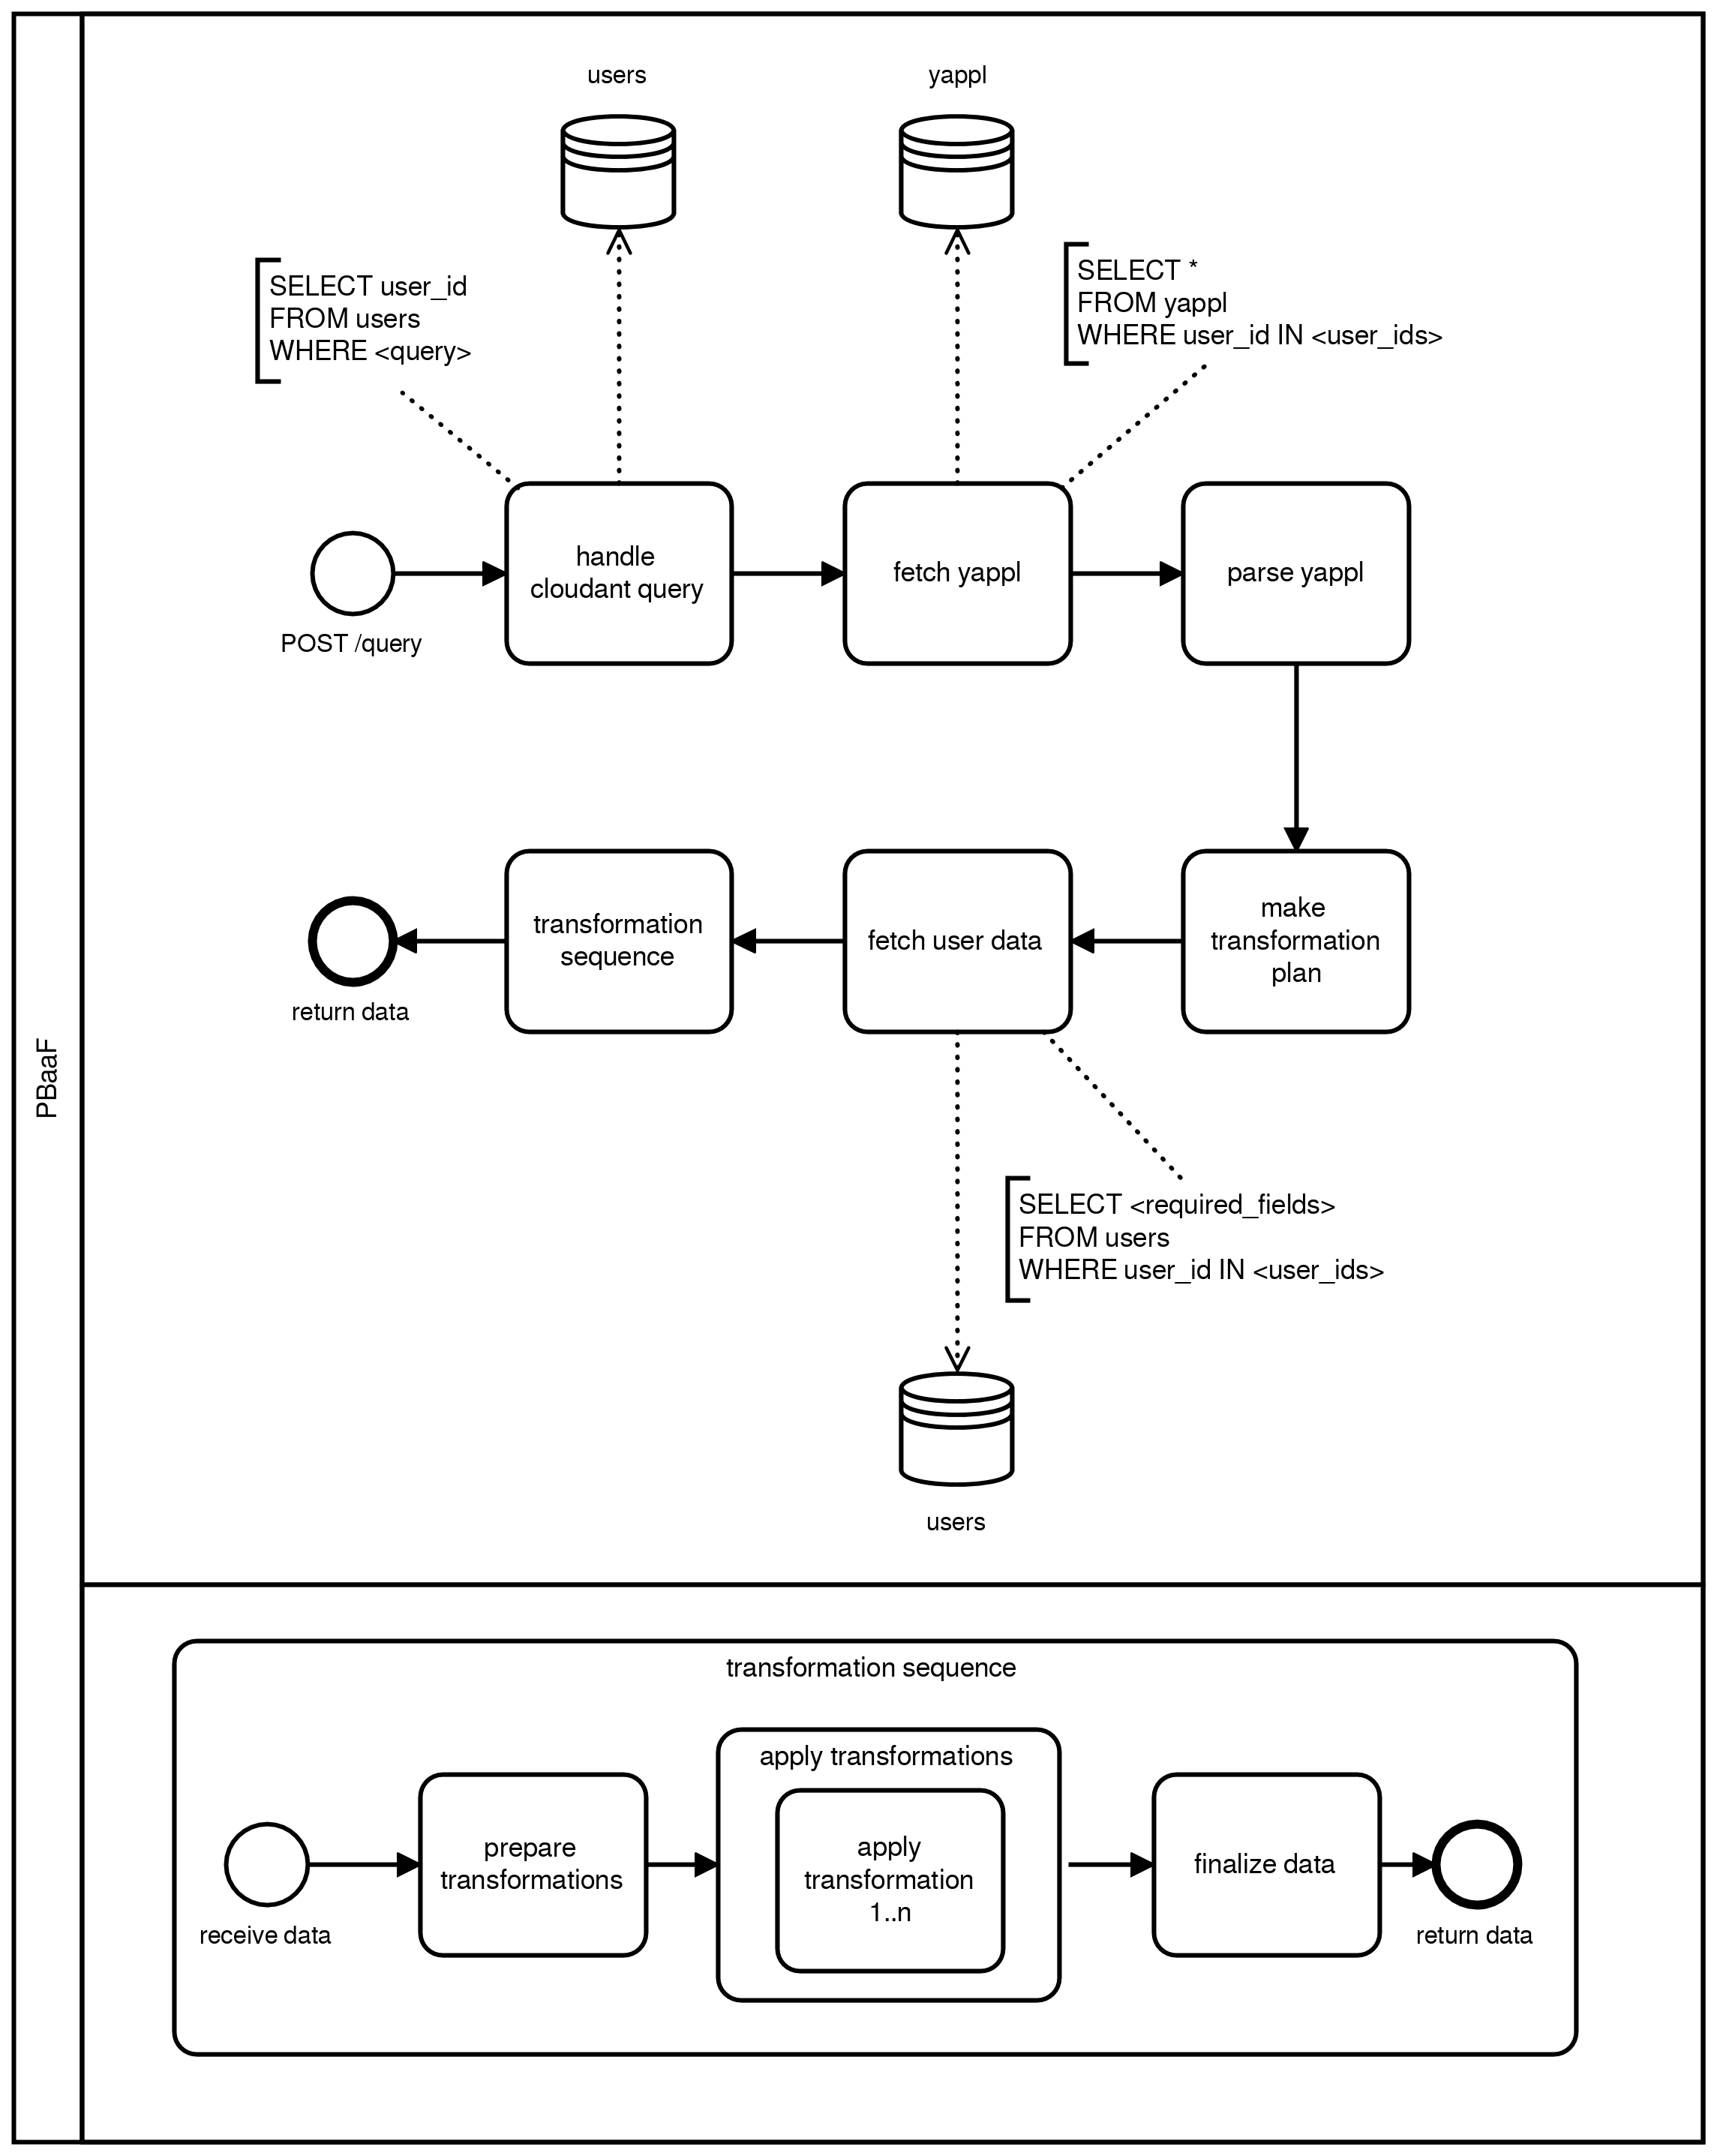 users
yappl
SELECT user_id
FROM users
WHERE <query>
SELECT *
FROM yappl
WHERE user_id IN <user_ids>
POST /query
handle
cloudant query
fetch yappl
parse yappl
return data
transformation
sequence
fetch user data
make
transformation
plan
PBaaF
SELECT <required_fields>
FROM users
WHERE user_id IN <user_ids>
users
transformation sequence
receive data
prepare
transformations
apply transformations
apply
transformation
1..n
finalize data
return data